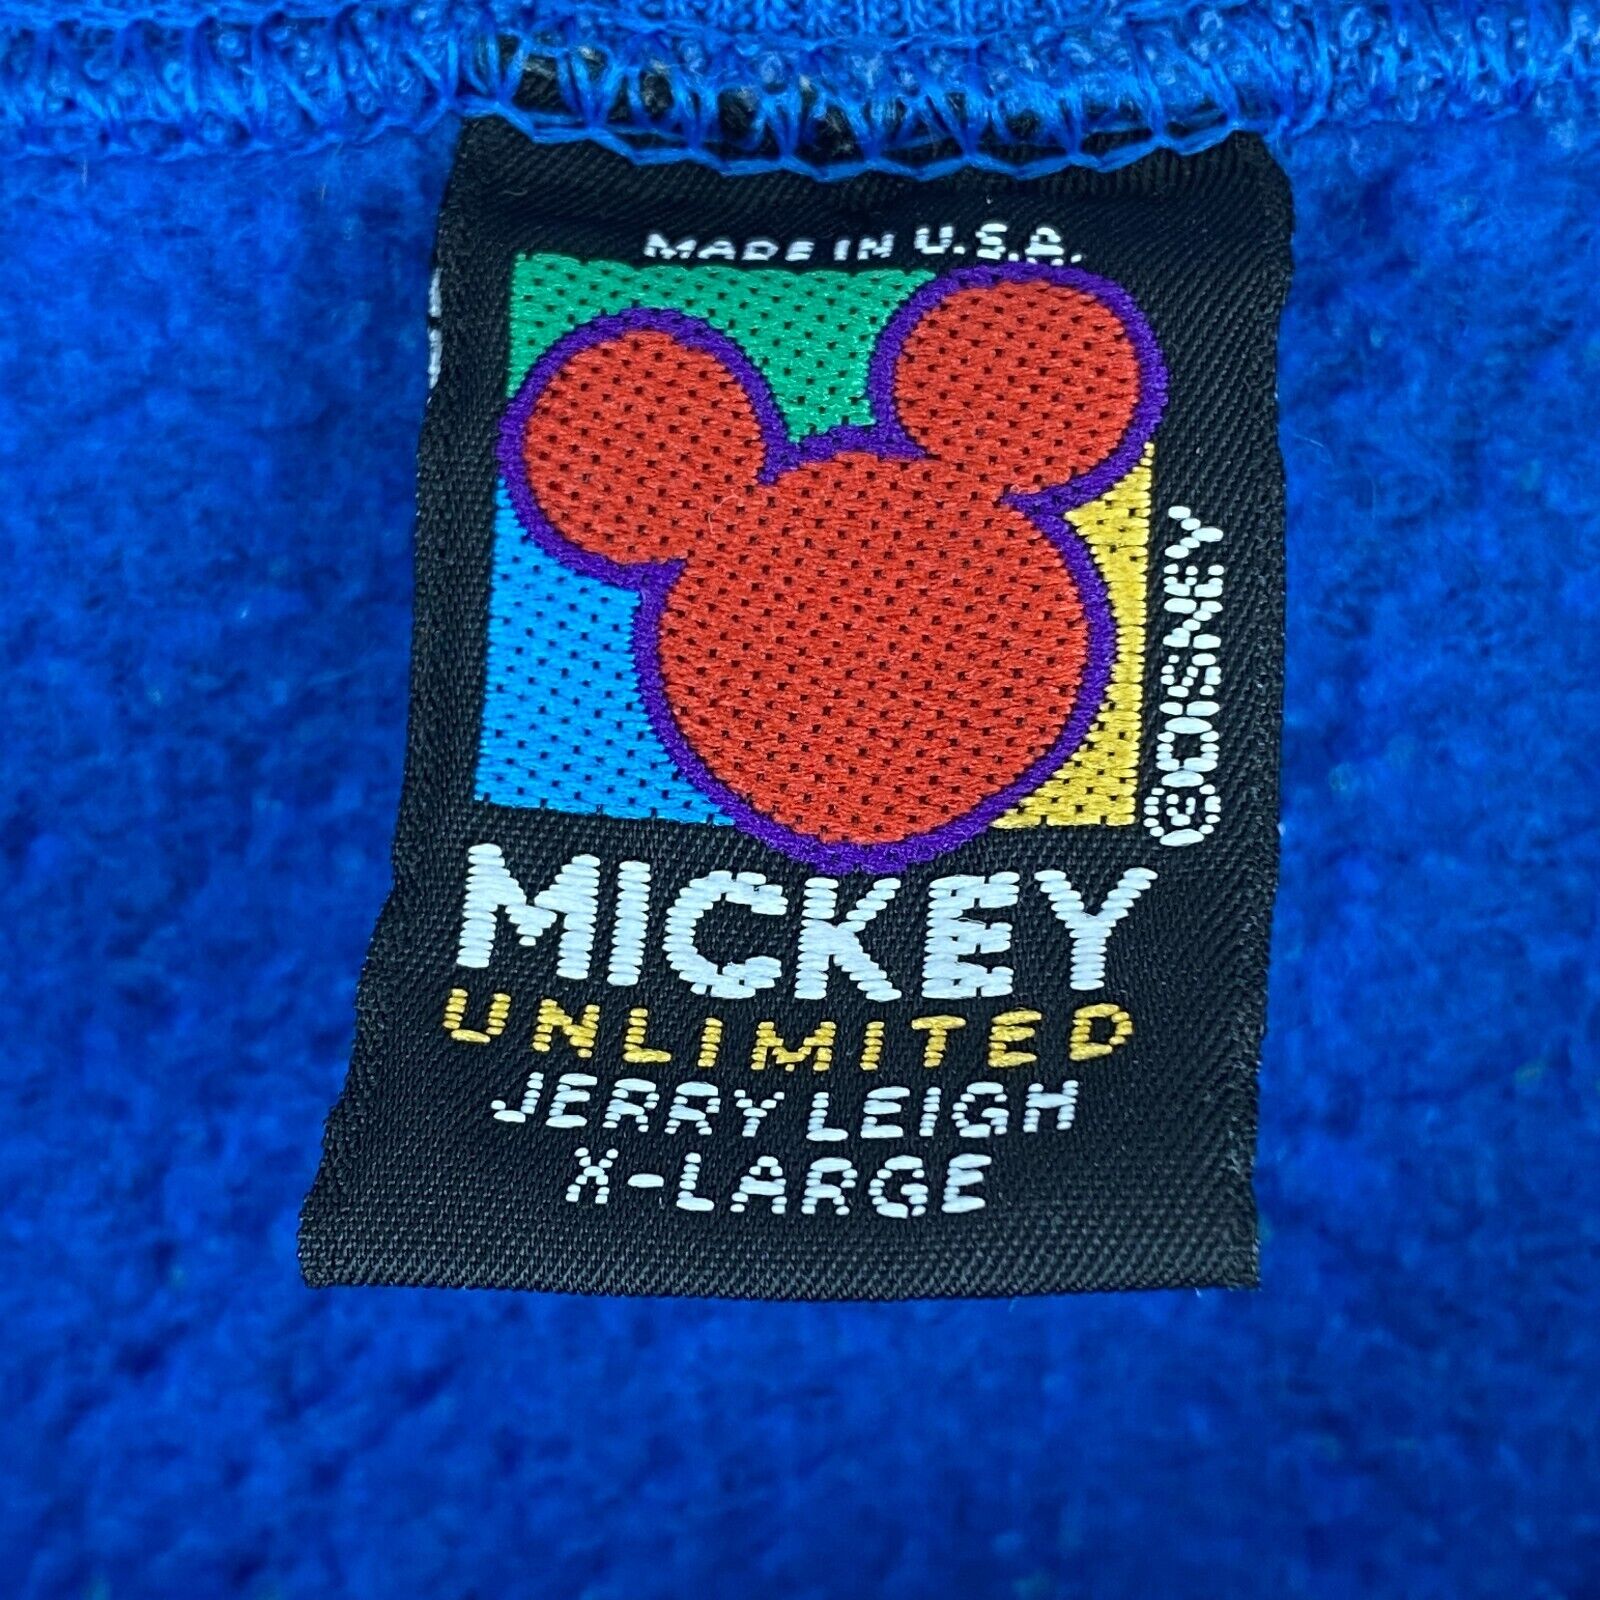 MADE IN U.S.A.
©DISNEY
MICKEY
UNLIMITED
JERRY LEIGH
X-LARGE